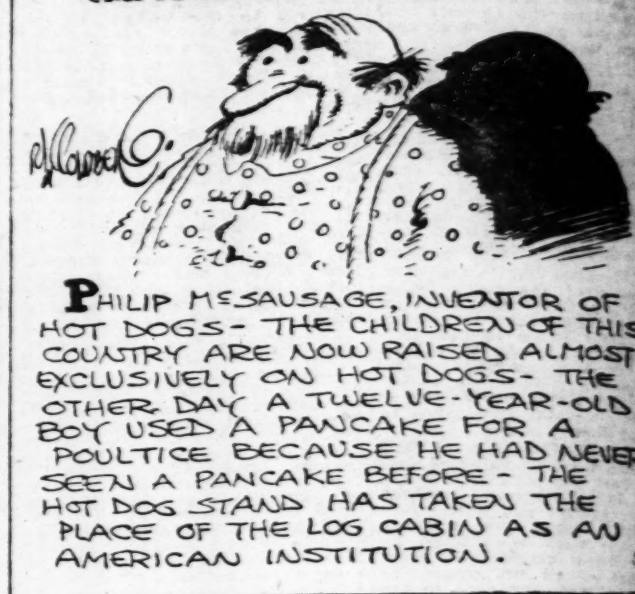 R.L. GOLDBERG.
PHILIP McSAUSAGE, INVENTOR OF
HOT DOGS - THE CHILDREN OF THIS
COUNTRY ARE NOW RAISED ALMOST
EXCLUSIVELY ON HOT DOGS - THE
OTHER DAY A TWELVE-YEAR-OLD
BOY USED A PANCAKE FOR A
POULTICE BECAUSE HE HAD NEVER
SEEN A PANCAKE BEFORE - THE
HOT DOG STAND HAS TAKEN THE
PLACE OF THE LOG CABIN AS AN
AMERICAN INSTITUTION.